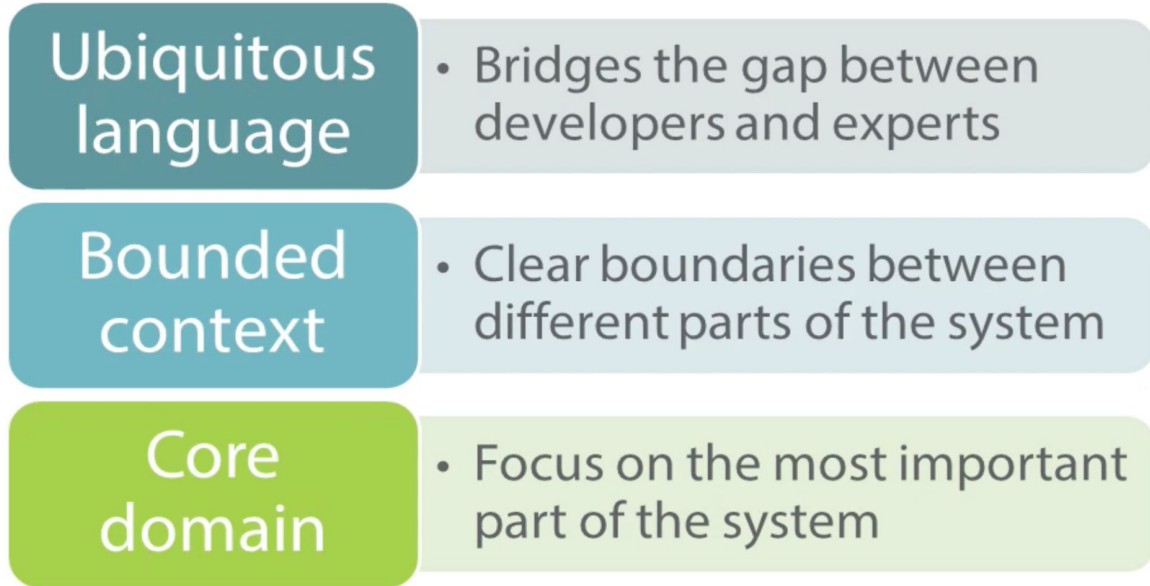 Ubiquitous
language
• Bridges the gap between
developers and experts
Bounded
context
• Clear boundaries between
different parts of the system
Core
domain
• Focus on the most important
part of the system